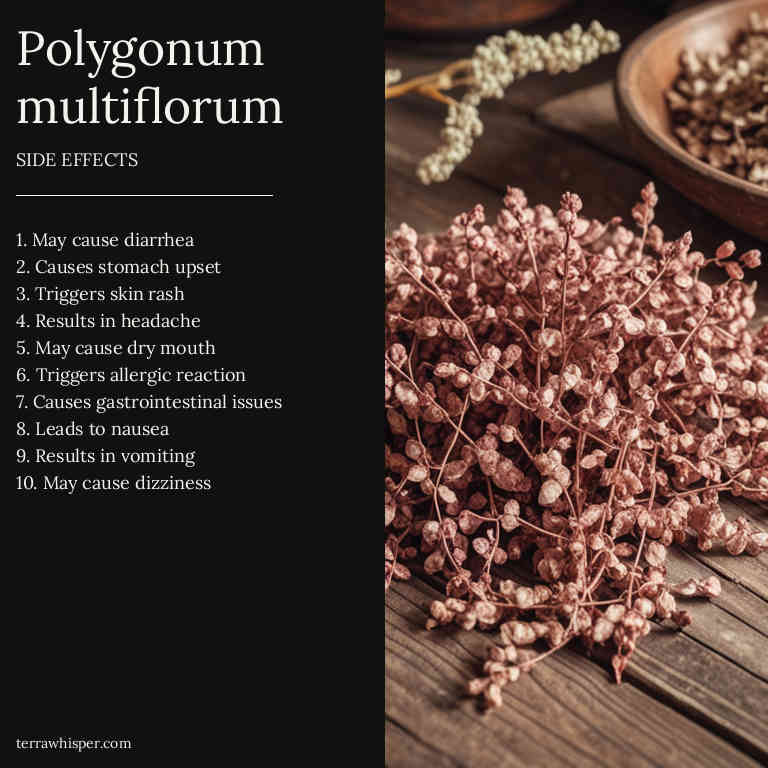 Polygonum
multiflorum
SIDE EFFECTS
1. May cause diarrhea
2. Causes stomach upset
3. Triggers skin rash
4. Results in headache
5. May cause dry mouth
6. Triggers allergic reaction
7. Causes gastrointestinal issues
8. Leads to nausea
9. Results in vomiting
10. May cause dizziness
terrawhisper.com